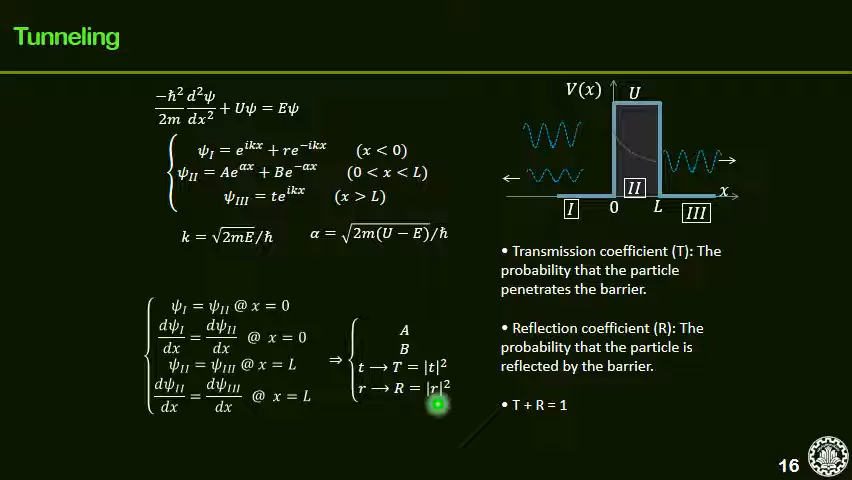 Tunneling
−ħ²/2m d²ψ/dx² + Uψ = Eψ
ψ_I = e^{ikx} + re^{−ikx} (x < 0)
ψ_II = Ae^{αx} + Be^{−αx} (0 < x < L)
ψ_III = te^{ikx} (x > L)
k = √2mE/ħ
α = √2m(U − E)/ħ
ψ_I = ψ_II @ x = 0
dψ_I/dx = dψ_II/dx @ x = 0
ψ_II = ψ_III @ x = L
dψ_II/dx = dψ_III/dx @ x = L
⇒
A
B
t → T = |t|²
r → R = |r|²
V(x)
U
II
x
I
0
L
III
• Transmission coefficient (T): The
probability that the particle
penetrates the barrier.
• Reflection coefficient (R): The
probability that the particle is
reflected by the barrier.
• T + R = 1
16